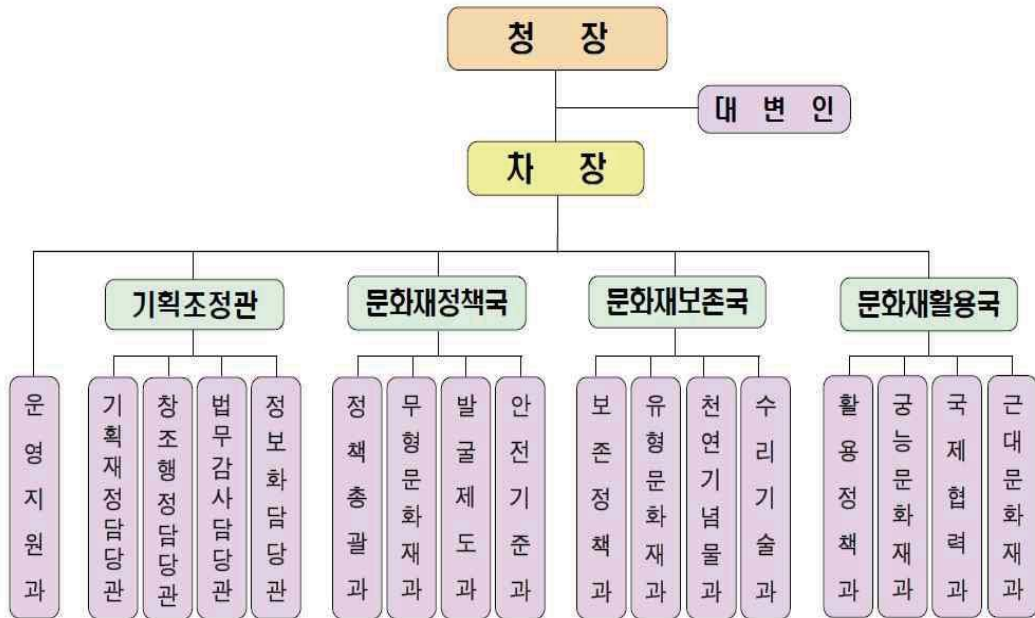 청 장
대 변 인
차 장
기획조정관
문화재정책국
문화재보존국
문화재활용국
운영지원과
기획재정담당관
창조행정담당관
법무감사담당관
정보화담당관
정책총괄과
무형문화재과
발굴제도과
안전기준과
보존정책과
유형문화재과
천연기념물과
수리기술과
활용정책과
궁능문화재과
국제협력과
근대문화재과